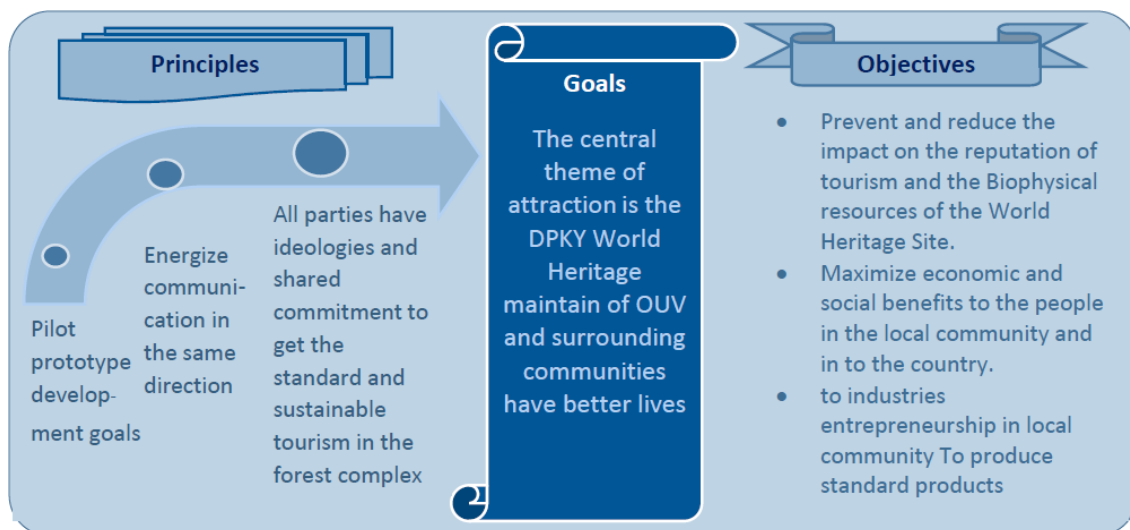 Principles
Pilot
prototype
develop-
ment goals
Energize
communi-
cation in
the same
direction
All parties have
ideologies and
shared
commitment to
get the
standard and
sustainable
tourism in the
forest complex
Goals
The central
theme of
attraction is the
DPKY World
Heritage
maintain of OUV
and surrounding
communities
have better lives
Objectives
• Prevent and reduce the
impact on the reputation of
tourism and the Biophysical
resources of the World
Heritage Site.
• Maximize economic and
social benefits to the people
in the local community and
in to the country.
• to industries
entrepreneurship in local
community To produce
standard products